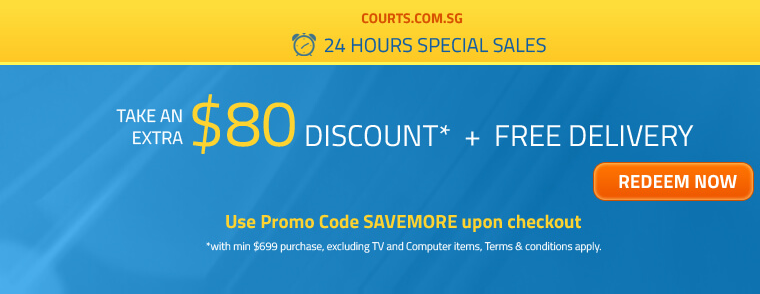 COURTS.COM.SG
24 HOURS SPECIAL SALES
TAKE AN
EXTRA
$80 DISCOUNT* + FREE DELIVERY
REDEEM NOW
Use Promo Code SAVEMORE upon checkout
*with min $699 purchase, excluding TV and Computer items, Terms & conditions apply.